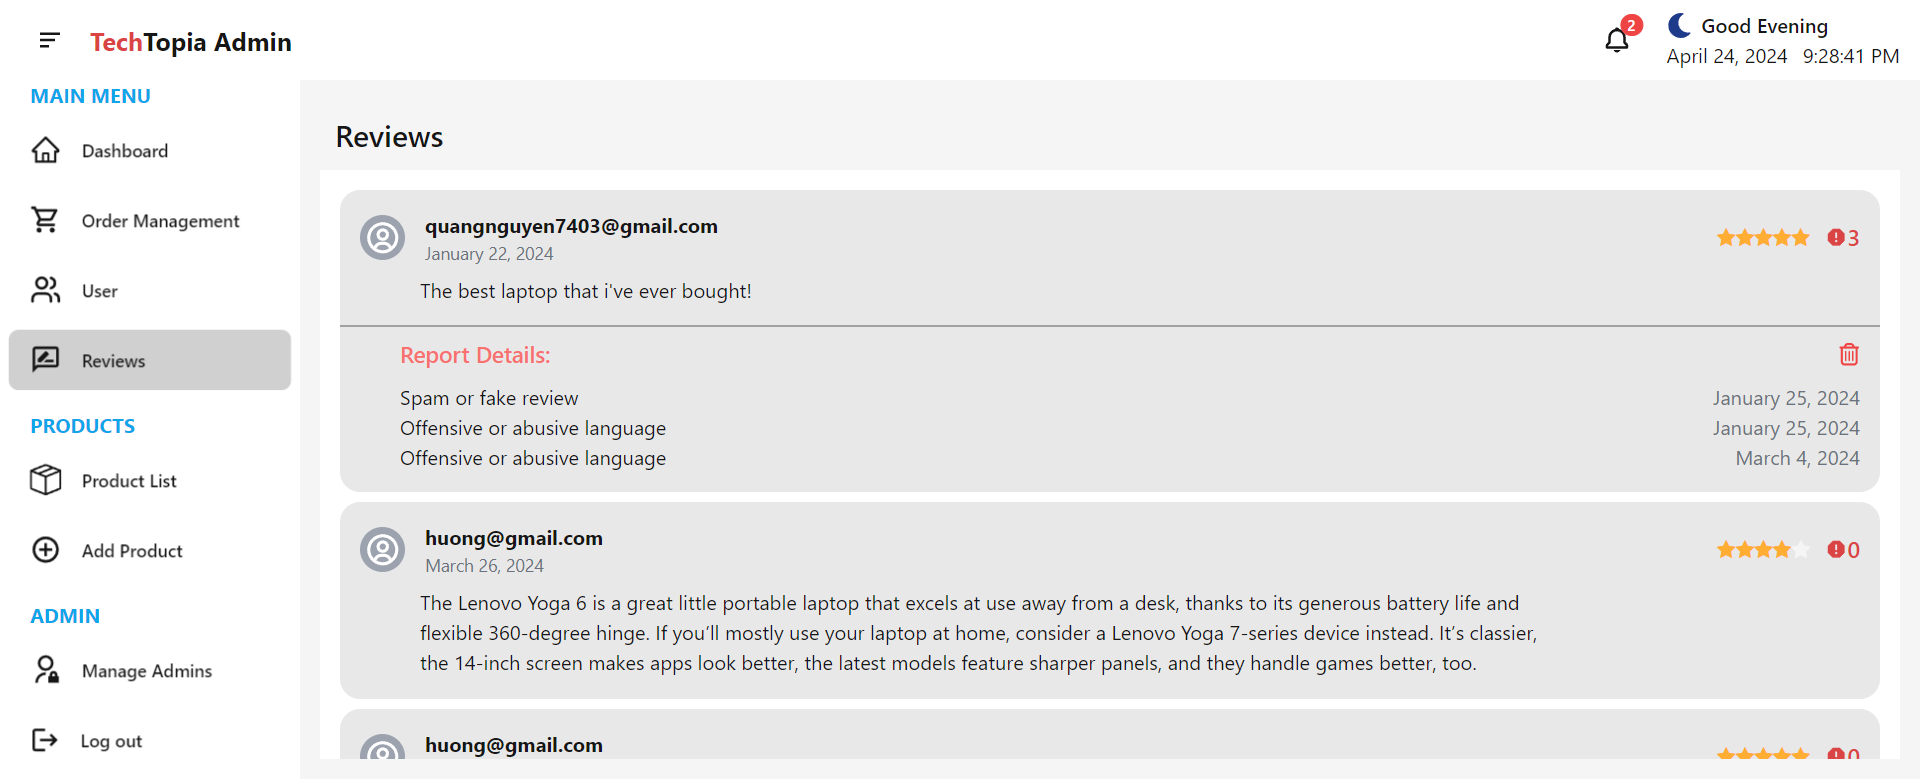 TechTopia Admin
2
Good Evening
April 24, 2024 9:28:41 PM
MAIN MENU
Dashboard
Order Management
User
Reviews
PRODUCTS
Product List
Add Product
ADMIN
Manage Admins
Log out
Reviews
quangnguyen7403@gmail.com
January 22, 2024
3
The best laptop that i've ever bought!
Report Details:
Spam or fake review January 25, 2024
Offensive or abusive language January 25, 2024
Offensive or abusive language March 4, 2024
huong@gmail.com
March 26, 2024
0
The Lenovo Yoga 6 is a great little portable laptop that excels at use away from a desk, thanks to its generous battery life and
flexible 360-degree hinge. If you’ll mostly use your laptop at home, consider a Lenovo Yoga 7-series device instead. It’s classier,
the 14-inch screen makes apps look better, the latest models feature sharper panels, and they handle games better, too.
huong@gmail.com
0